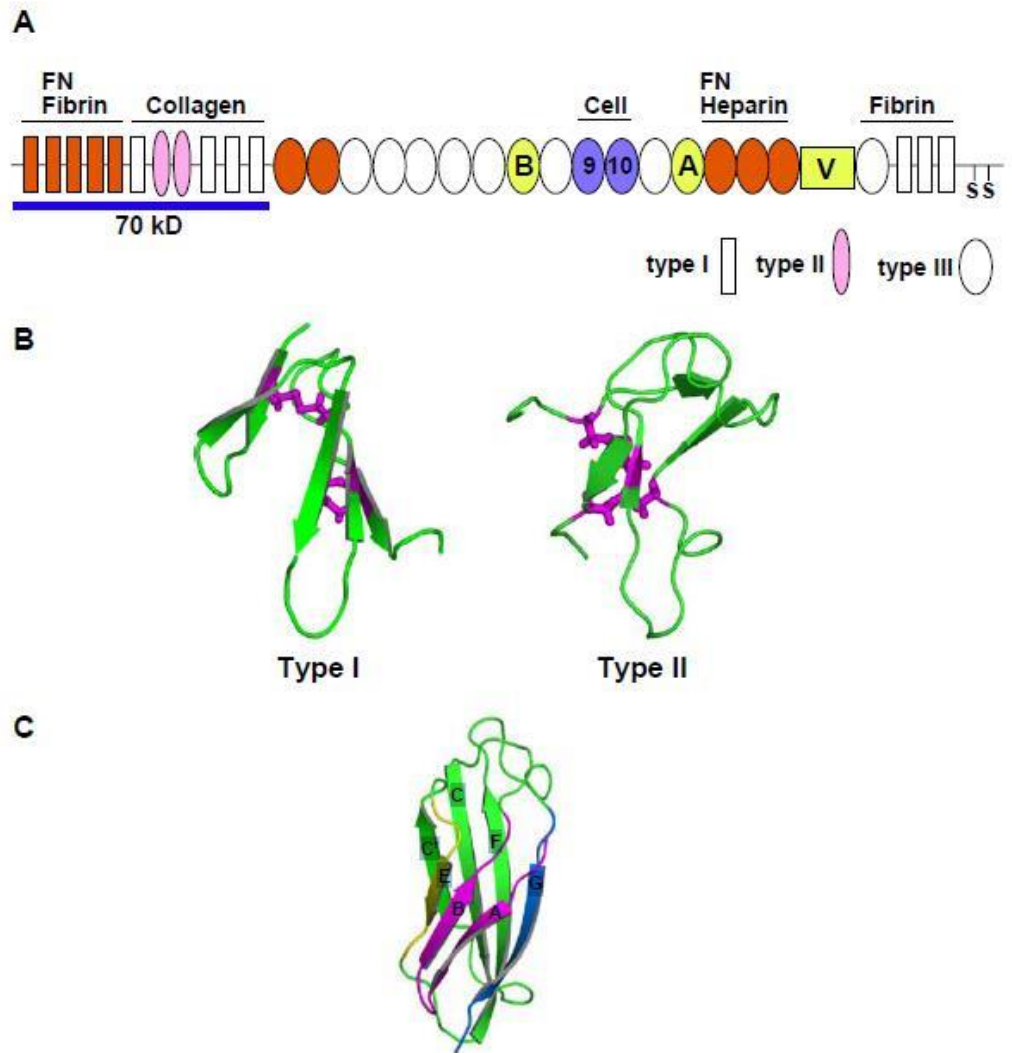 A
FN
Fibrin
Collagen
Cell
FN
Heparin
Fibrin
B
9
10
A
V
S S
70 kD
type I
type II
type III
B
Type I
Type II
C
C
C'
F
E
G
B
A